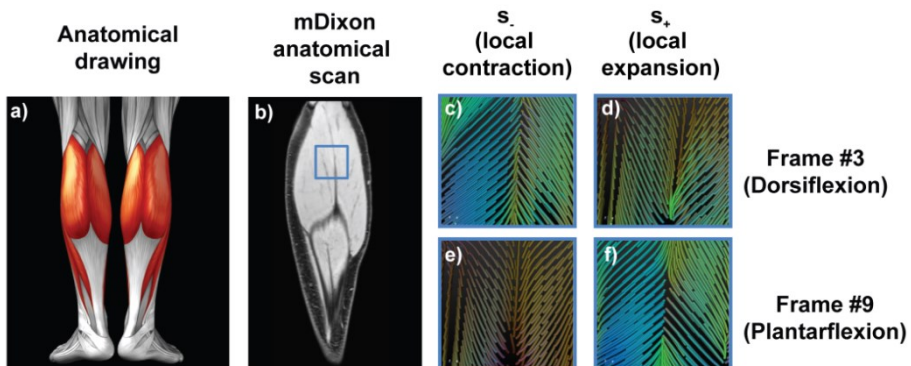 Anatomical
drawing
mDixon
anatomical
scan
s-
(local
contraction)
s+
(local
expansion)
a)
b)
c)
d)
Frame #3
(Dorsiflexion)
e)
f)
Frame #9
(Plantarflexion)